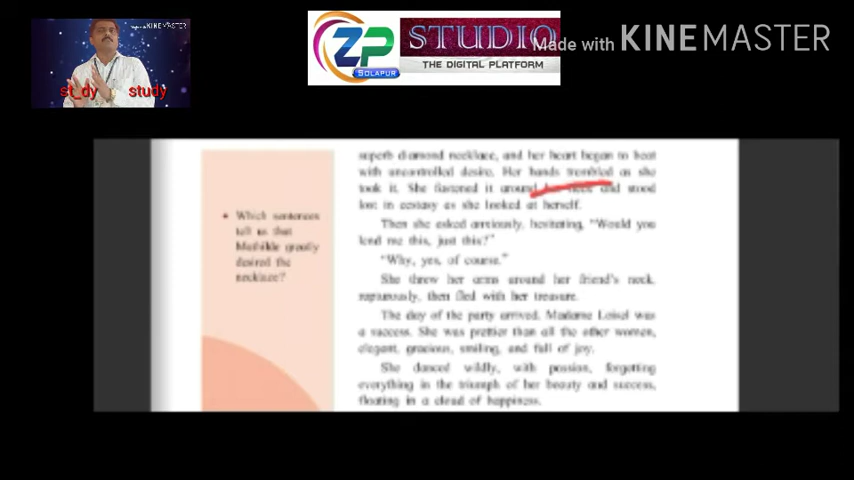 Made with KINEMASTER
Made with KINEMASTER
ZP
SOLAPUR
STUDIO
THE DIGITAL PLATFORM
st_dy study
superb diamond necklace, and her heart began to beat
with uncontrolled desire. Her hands trembled as she
took it. She fastened it around her neck and stood
lost in ecstasy as she looked at herself.
Then she asked anxiously, hesitating, "Would you
lend me this, just this?"
"Why, yes, of course."
She threw her arms around her friend's neck,
rapturously, then fled with her treasure.
The day of the party arrived. Madame Loisel was
a success. She was prettier than all the other women,
elegant, gracious, smiling, and full of joy.
She danced wildly, with passion, forgetting
everything in the triumph of her beauty and success,
floating in a cloud of happiness.
• Which sentences
tell us that
Mathilde greatly
desired the
necklace?